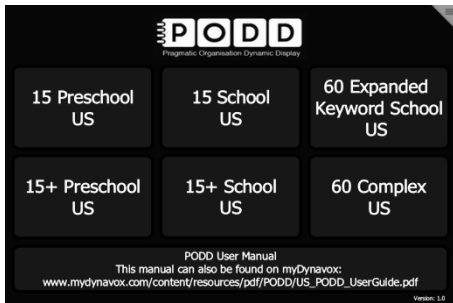 PODD
Pragmatic Organisation Dynamic Display
15 Preschool
US
15 School
US
60 Expanded
Keyword School
US
15+ Preschool
US
15+ School
US
60 Complex
US
PODD User Manual
This manual can also be found on myDynavox:
www.mydynavox.com/content/resources/pdf/PODD/US_PODD_UserGuide.pdf
Version: 1.0